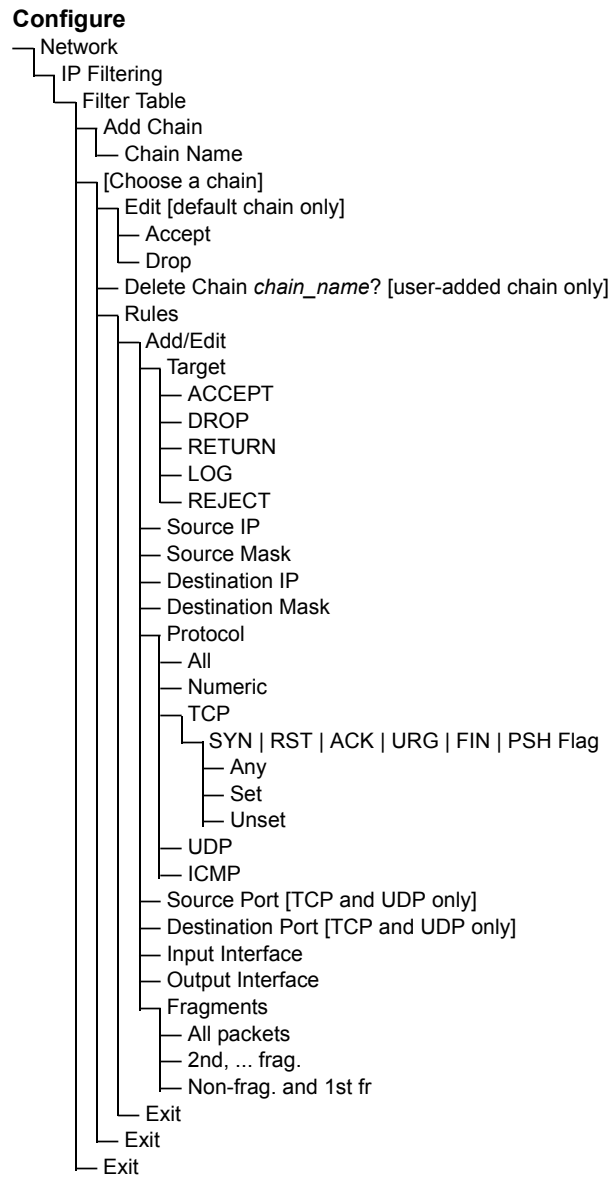 Configure
Network
IP Filtering
Filter Table
Add Chain
Chain Name
[Choose a chain]
Edit [default chain only]
Accept
Drop
Delete Chain chain_name? [user-added chain only]
Rules
Add/Edit
Target
ACCEPT
DROP
RETURN
LOG
REJECT
Source IP
Source Mask
Destination IP
Destination Mask
Protocol
All
Numeric
TCP
SYN | RST | ACK | URG | FIN | PSH Flag
Any
Set
Unset
UDP
ICMP
Source Port [TCP and UDP only]
Destination Port [TCP and UDP only]
Input Interface
Output Interface
Fragments
All packets
2nd, ... frag.
Non-frag. and 1st fr
Exit
Exit
Exit